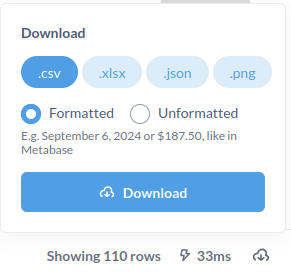 Download
.csv .xlsx .json .png
Formatted Unformatted
E.g. September 6, 2024 or $187.50, like in
Metabase
Download
Showing 110 rows 33ms